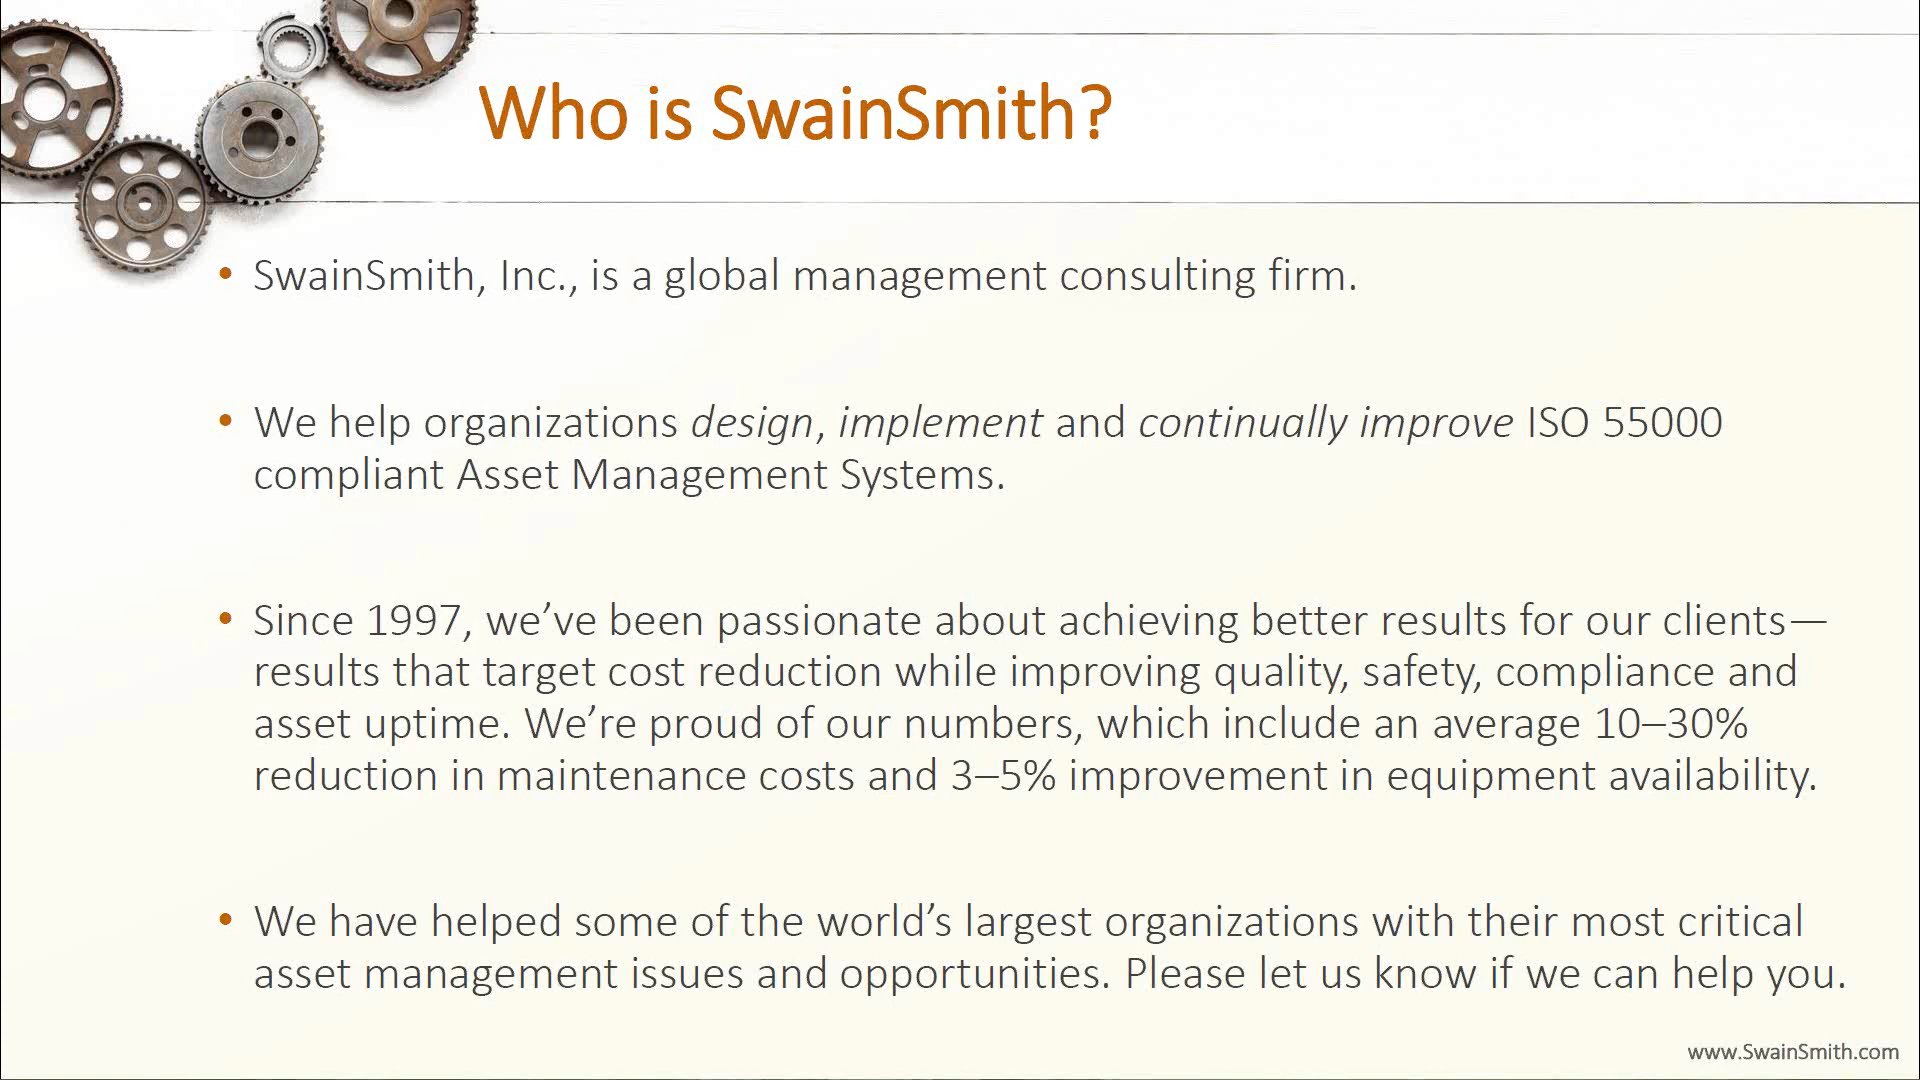 Who is SwainSmith?
• SwainSmith, Inc., is a global management consulting firm.
• We help organizations design, implement and continually improve ISO 55000
compliant Asset Management Systems.
• Since 1997, we’ve been passionate about achieving better results for our clients—
results that target cost reduction while improving quality, safety, compliance and
asset uptime. We’re proud of our numbers, which include an average 10–30%
reduction in maintenance costs and 3–5% improvement in equipment availability.
• We have helped some of the world’s largest organizations with their most critical
asset management issues and opportunities. Please let us know if we can help you.
www.SwainSmith.com